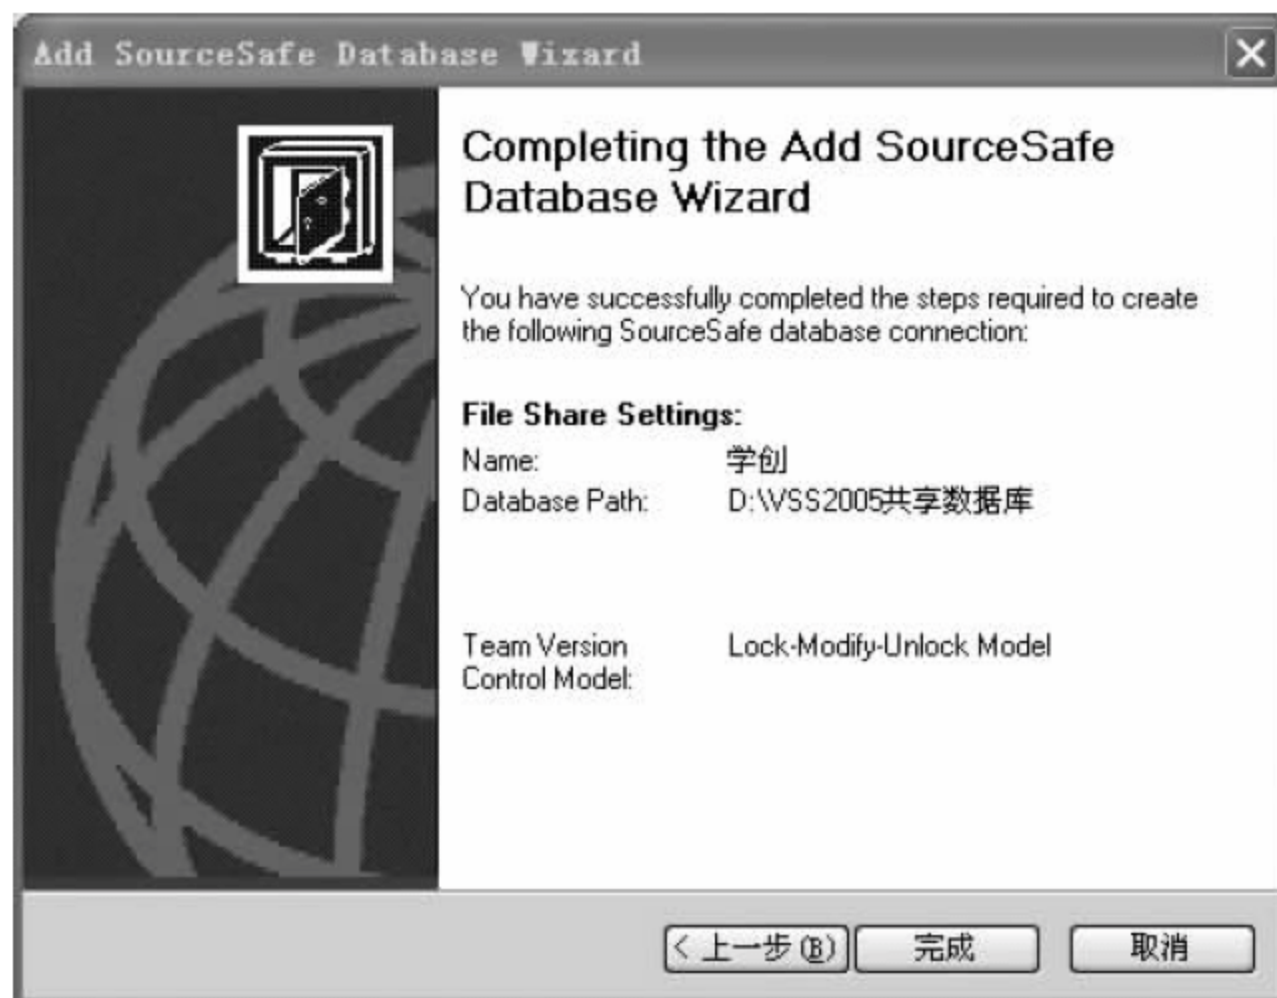 Add SourceSafe Database Wizard
Completing the Add SourceSafe
Database Wizard
You have successfully completed the steps required to create
the following SourceSafe database connection:
File Share Settings:
Name: 学创
Database Path: D:\VSS2005共享数据库
Team Version Lock-Modify-Unlock Model
Control Model:
< 上一步(B) 完成 取消